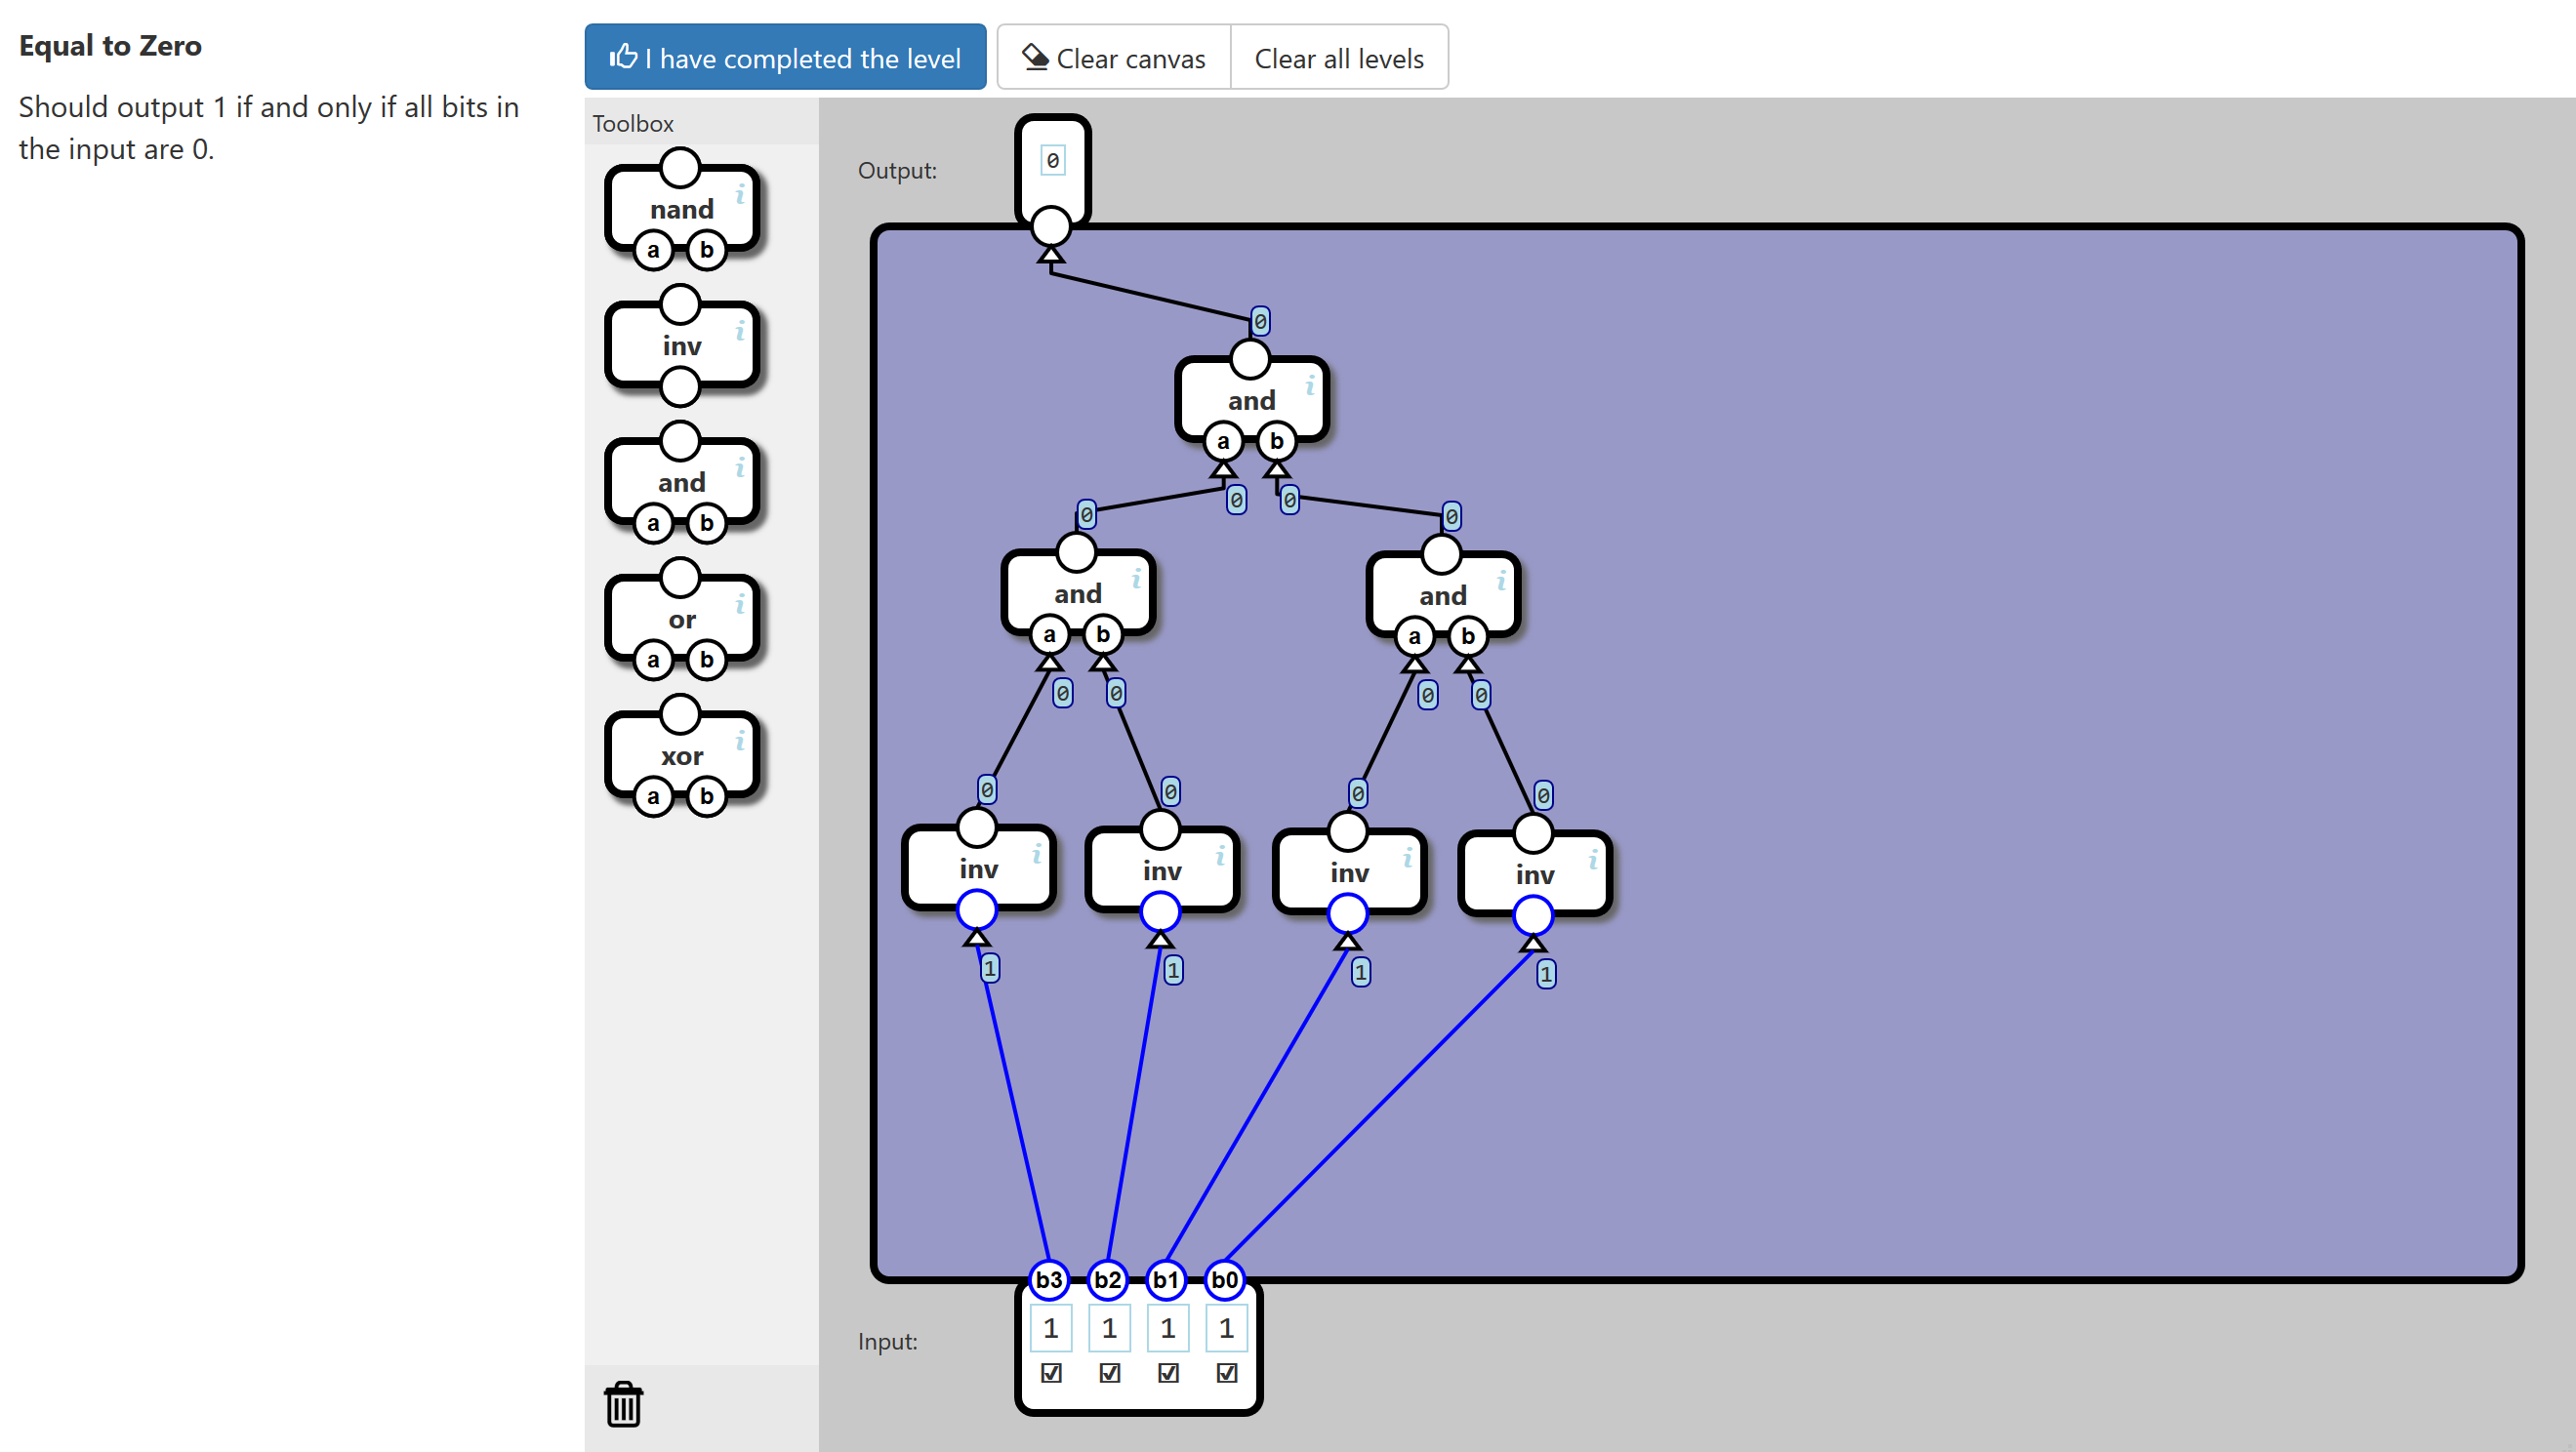 Equal to Zero
Should output 1 if and only if all bits in
the input are 0.
I have completed the level
Clear canvas
Clear all levels
Toolbox
nand
i
a b
inv
i
and
i
a b
or
i
a b
xor
i
a b
Output:
0
0
and
i
a b
0 0
0 0
and
i
a b
and
i
a b
0 0 0 0
0 0 0 0
inv
i
inv
i
inv
i
inv
i
1 1 1 1
b3 b2 b1 b0
Input:
1 1 1 1